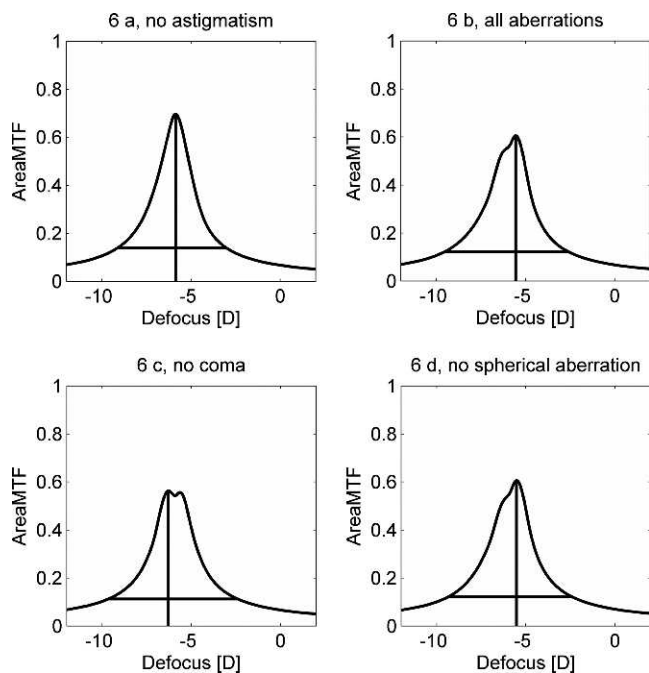 6 a, no astigmatism
1
0.8
0.6
0.4
0.2
0
AreaMTF
-10 -5 0
Defocus [D]
6 b, all aberrations
1
0.8
0.6
0.4
0.2
0
AreaMTF
-10 -5 0
Defocus [D]
6 c, no coma
1
0.8
0.6
0.4
0.2
0
AreaMTF
-10 -5 0
Defocus [D]
6 d, no spherical aberration
1
0.8
0.6
0.4
0.2
0
AreaMTF
-10 -5 0
Defocus [D]